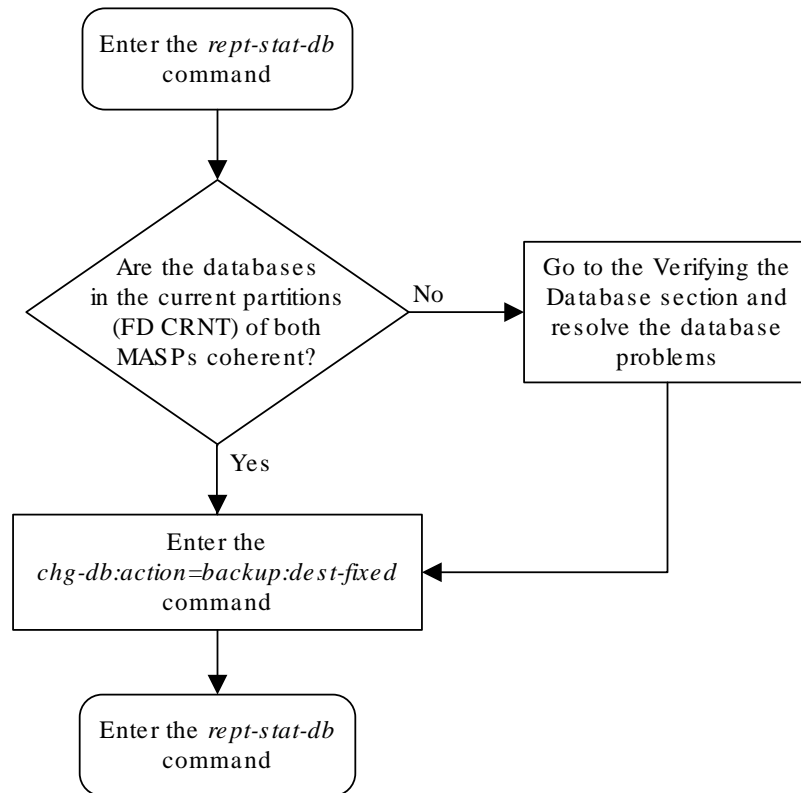 Enter the rept-stat-db
command
Are the databases
in the current partitions
(FD CRNT) of both
MASPs coherent?
No
Go to the Verifying the
Database section and
resolve the database
problems
Yes
Enter the
chg-db:action=backup:dest-fixed
command
Enter the rept-stat-db
command